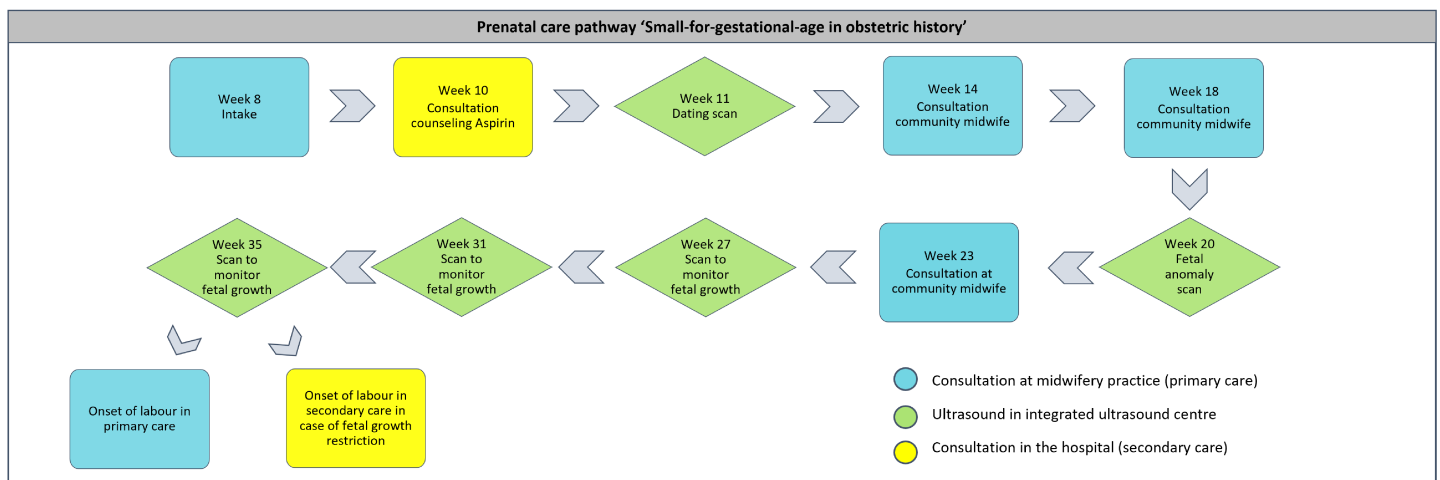 Prenatal care pathway ‘Small-for-gestational-age in obstetric history’
Week 8
Intake
Week 10
Consultation
counseling Aspirin
Week 11
Dating scan
Week 14
Consultation
community midwife
Week 18
Consultation
community midwife
Week 35
Scan to
monitor
fetal growth
Week 31
Scan to
monitor
fetal growth
Week 27
Scan to
monitor
fetal growth
Week 23
Consultation at
community midwife
Week 20
Fetal
anomaly
scan
Onset of labour in
primary care
Onset of labour in
secondary care in
case of fetal growth
restriction
Consultation at midwifery practice (primary care)
Ultrasound in integrated ultrasound centre
Consultation in the hospital (secondary care)